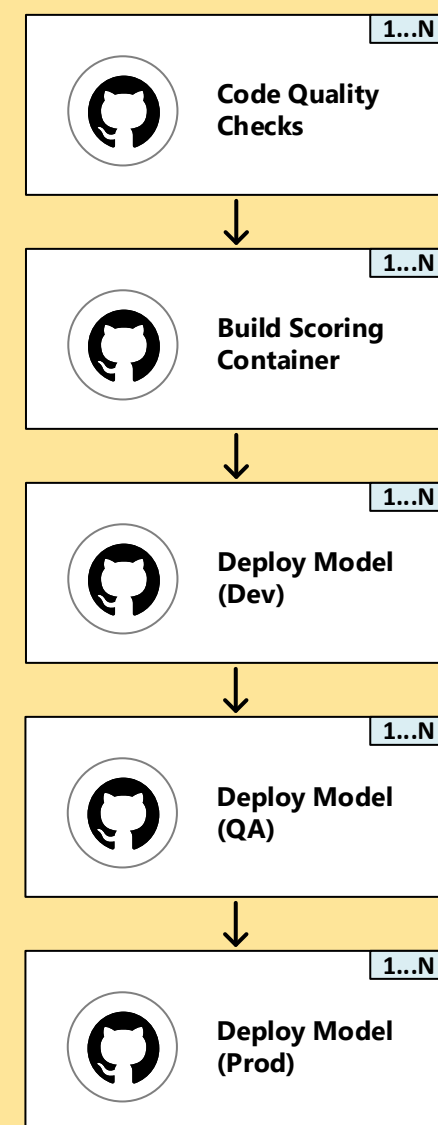 1...N
Code Quality
Checks
1...N
Build Scoring
Container
1...N
Deploy Model
(Dev)
1...N
Deploy Model
(QA)
1...N
Deploy Model
(Prod)